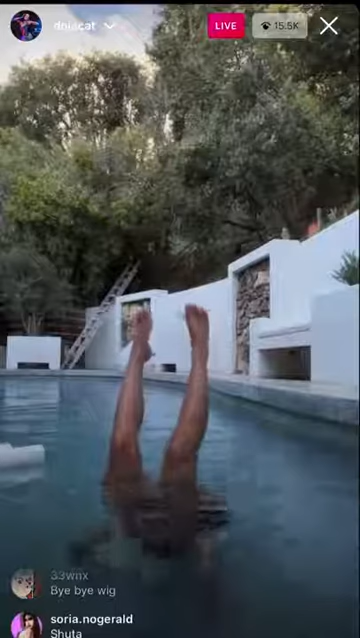 dojacat
LIVE
15.5K
33wnx
Bye bye wig
soria.nogerald
Shuta